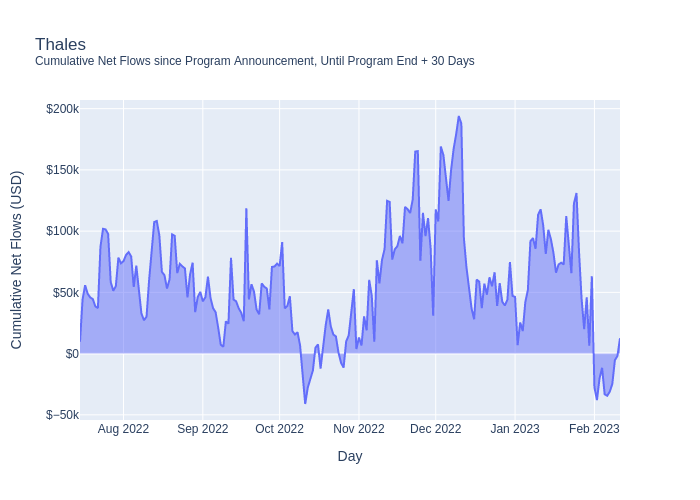 Thales
Cumulative Net Flows since Program Announcement, Until Program End + 30 Days
Cumulative Net Flows (USD)
$200k
$150k
$100k
$50k
$0
$−50k
Aug 2022
Sep 2022
Oct 2022
Nov 2022
Dec 2022
Jan 2023
Feb 2023
Day